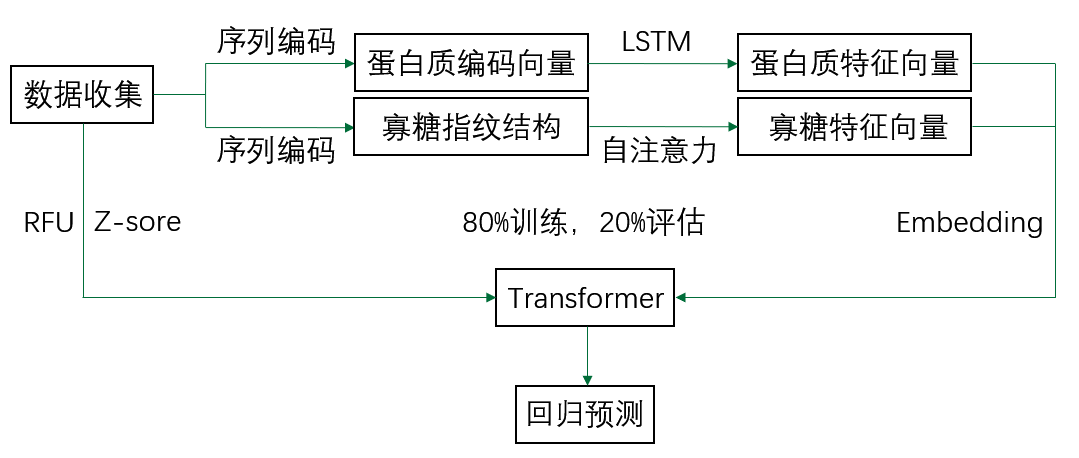 序列编码
LSTM
蛋白质编码向量
蛋白质特征向量
数据收集
寡糖指纹结构
寡糖特征向量
序列编码
自注意力
RFU
Z-sore
80%训练，20%评估
Embedding
Transformer
回归预测